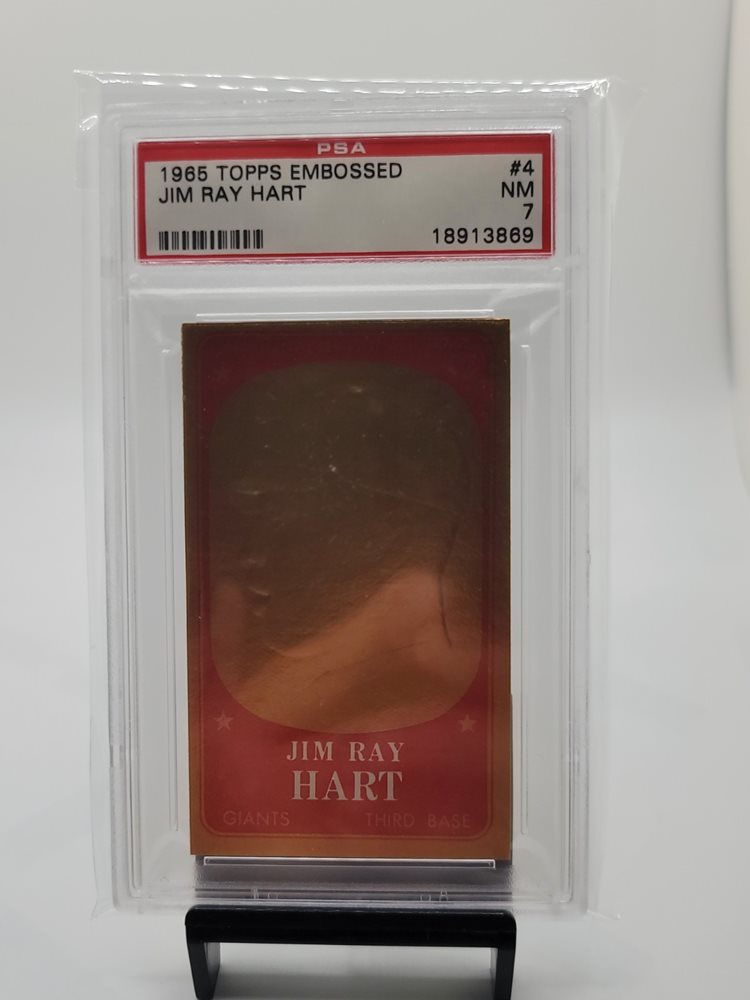 PSA
1965 TOPPS EMBOSSED #4
JIM RAY HART NM
7
18913869
JIM RAY
HART
GIANTS THIRD BASE